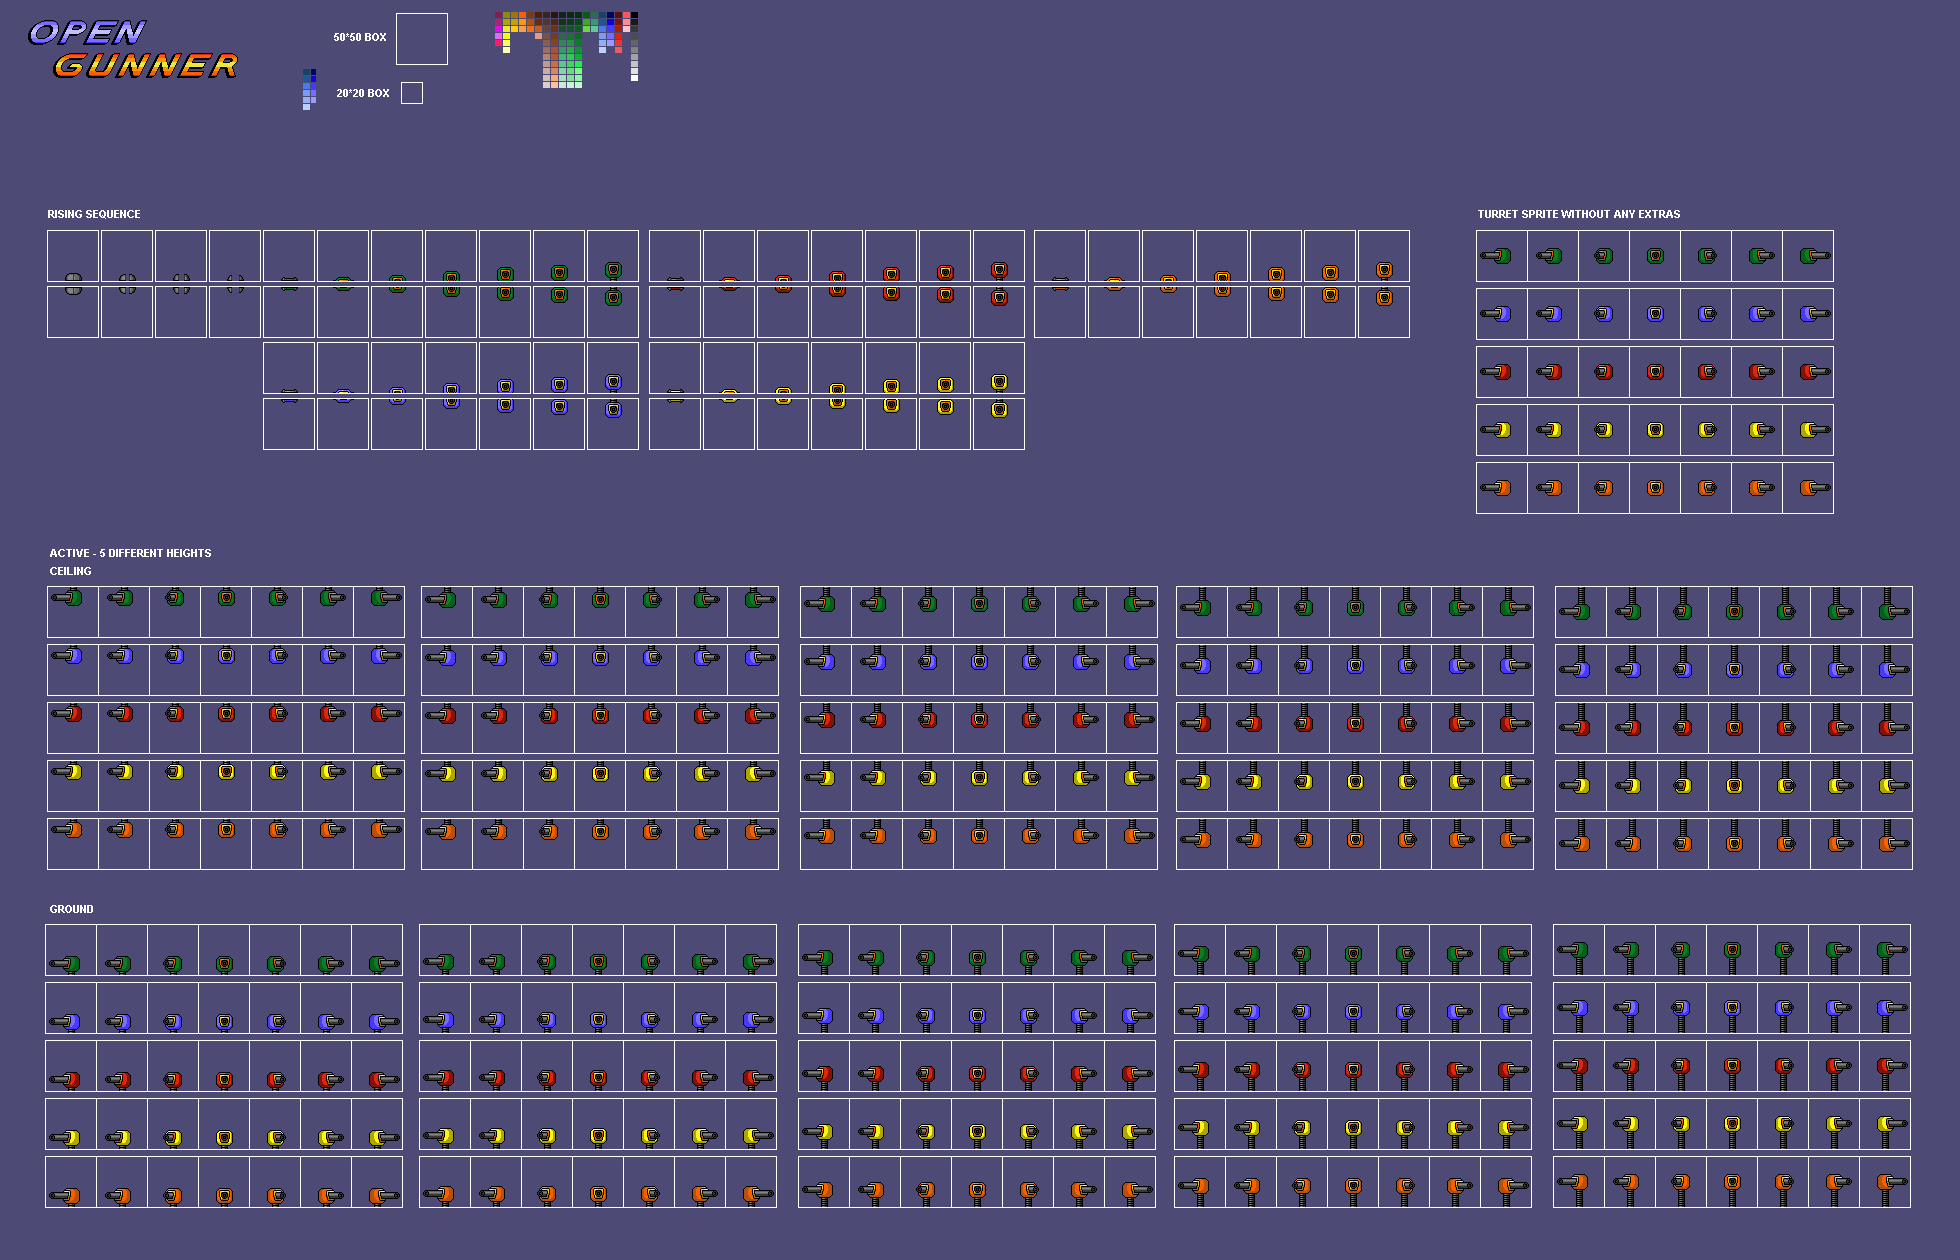 OPEN
GUNNER
50*50 BOX
20*20 BOX
RISING SEQUENCE
TURRET SPRITE WITHOUT ANY EXTRAS
ACTIVE - 5 DIFFERENT HEIGHTS
CEILING
GROUND